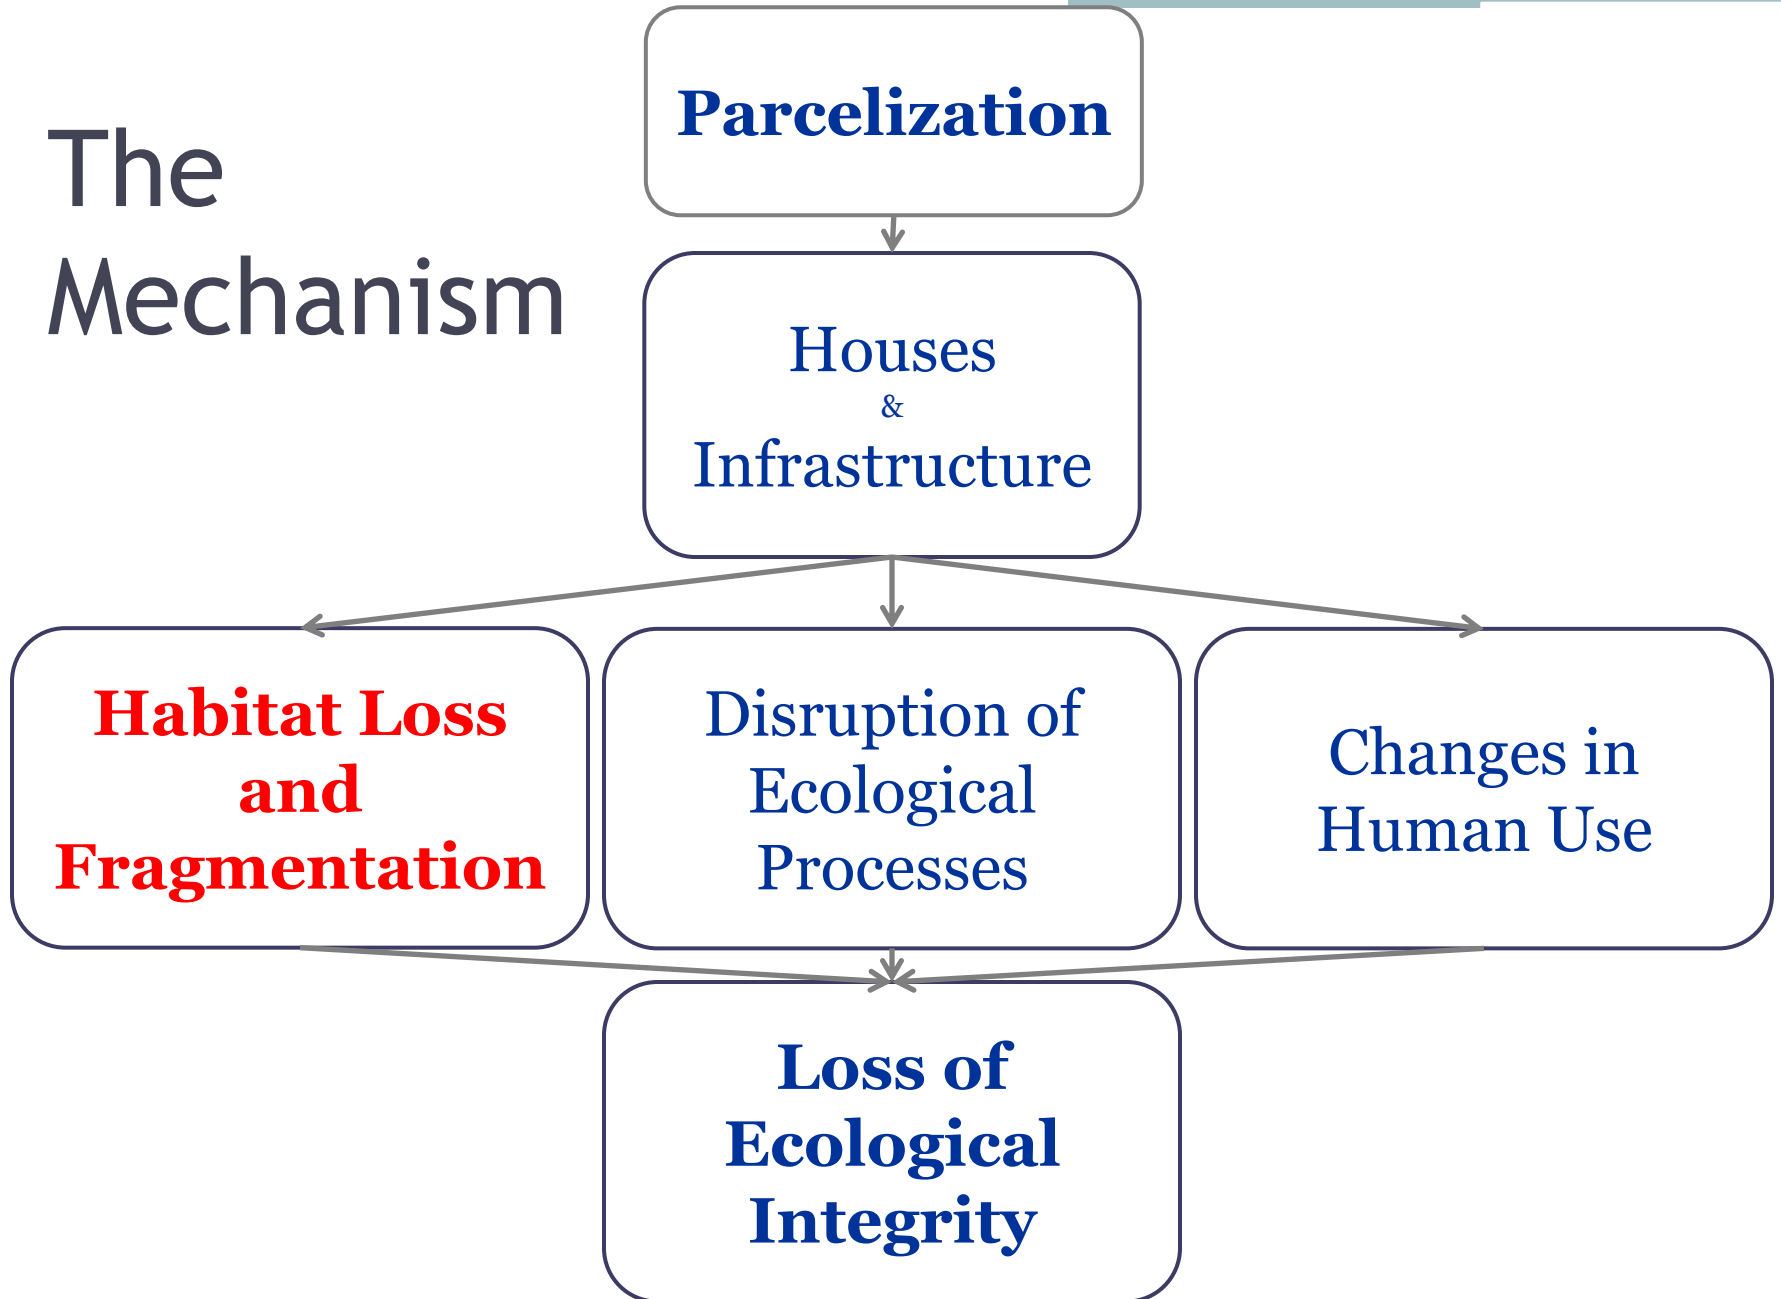 The
Mechanism
Parcelization
Houses
&
Infrastructure
Habitat Loss
and
Fragmentation
Disruption of
Ecological
Processes
Changes in
Human Use
Loss of
Ecological
Integrity